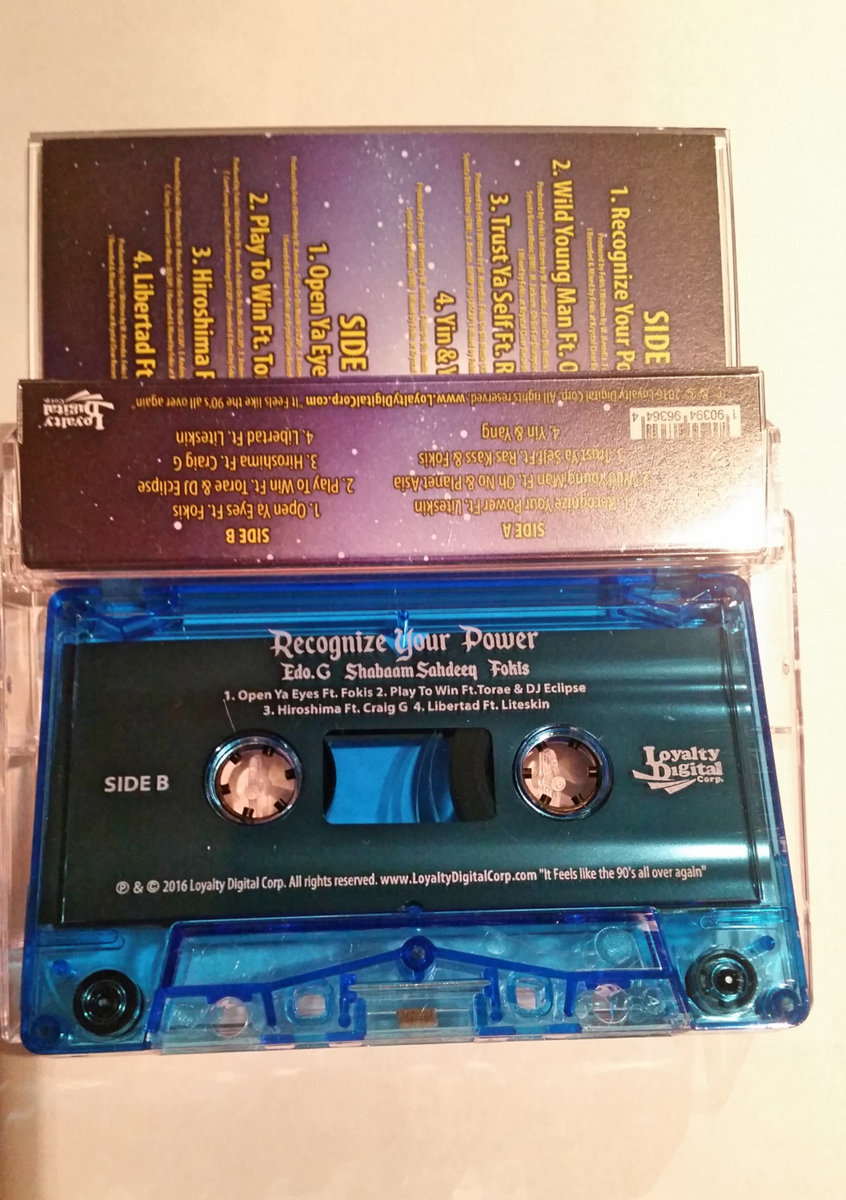 SIDE
1. Recognize Your Po
2. Wild Young Man Ft. O
3. Trust Ya Self Ft. R
4. Yin & Y
SIDE
1. Open Ya Eye
2. Play To Win Ft. To
3. Hiroshima F
4. Libertad Ft
SIDE A
Recognize Your Power Ft. Liteskin
Wild Young Man Ft. Oh No & Planet Asia
3. Trust Ya Self Ft. Ras Kass & Fokis
4. Yin & Yang
SIDE B
1. Open Ya Eyes Ft. Fokis
2. Play To Win Ft. Torae & DJ Eclipse
3. Hiroshima Ft. Craig G
4. Libertad Ft. Liteskin
2016 Loyalty Digital Corp. All rights reserved. www.LoyaltyDigitalCorp.com "It Feels like the 90's all over again"
1 90394 96364 4
Loyalty
Digital
Corp.
Recognize Your Power
Edo.G Shabaam Sahdeeq Fokis
1. Open Ya Eyes Ft. Fokis 2. Play To Win Ft.Torae & DJ Eclipse
3. Hiroshima Ft. Craig G 4. Libertad Ft. Liteskin
SIDE B
Loyalty
Digital
Corp.
℗ & © 2016 Loyalty Digital Corp. All rights reserved. www.LoyaltyDigitalCorp.com "It Feels like the 90's all over again"